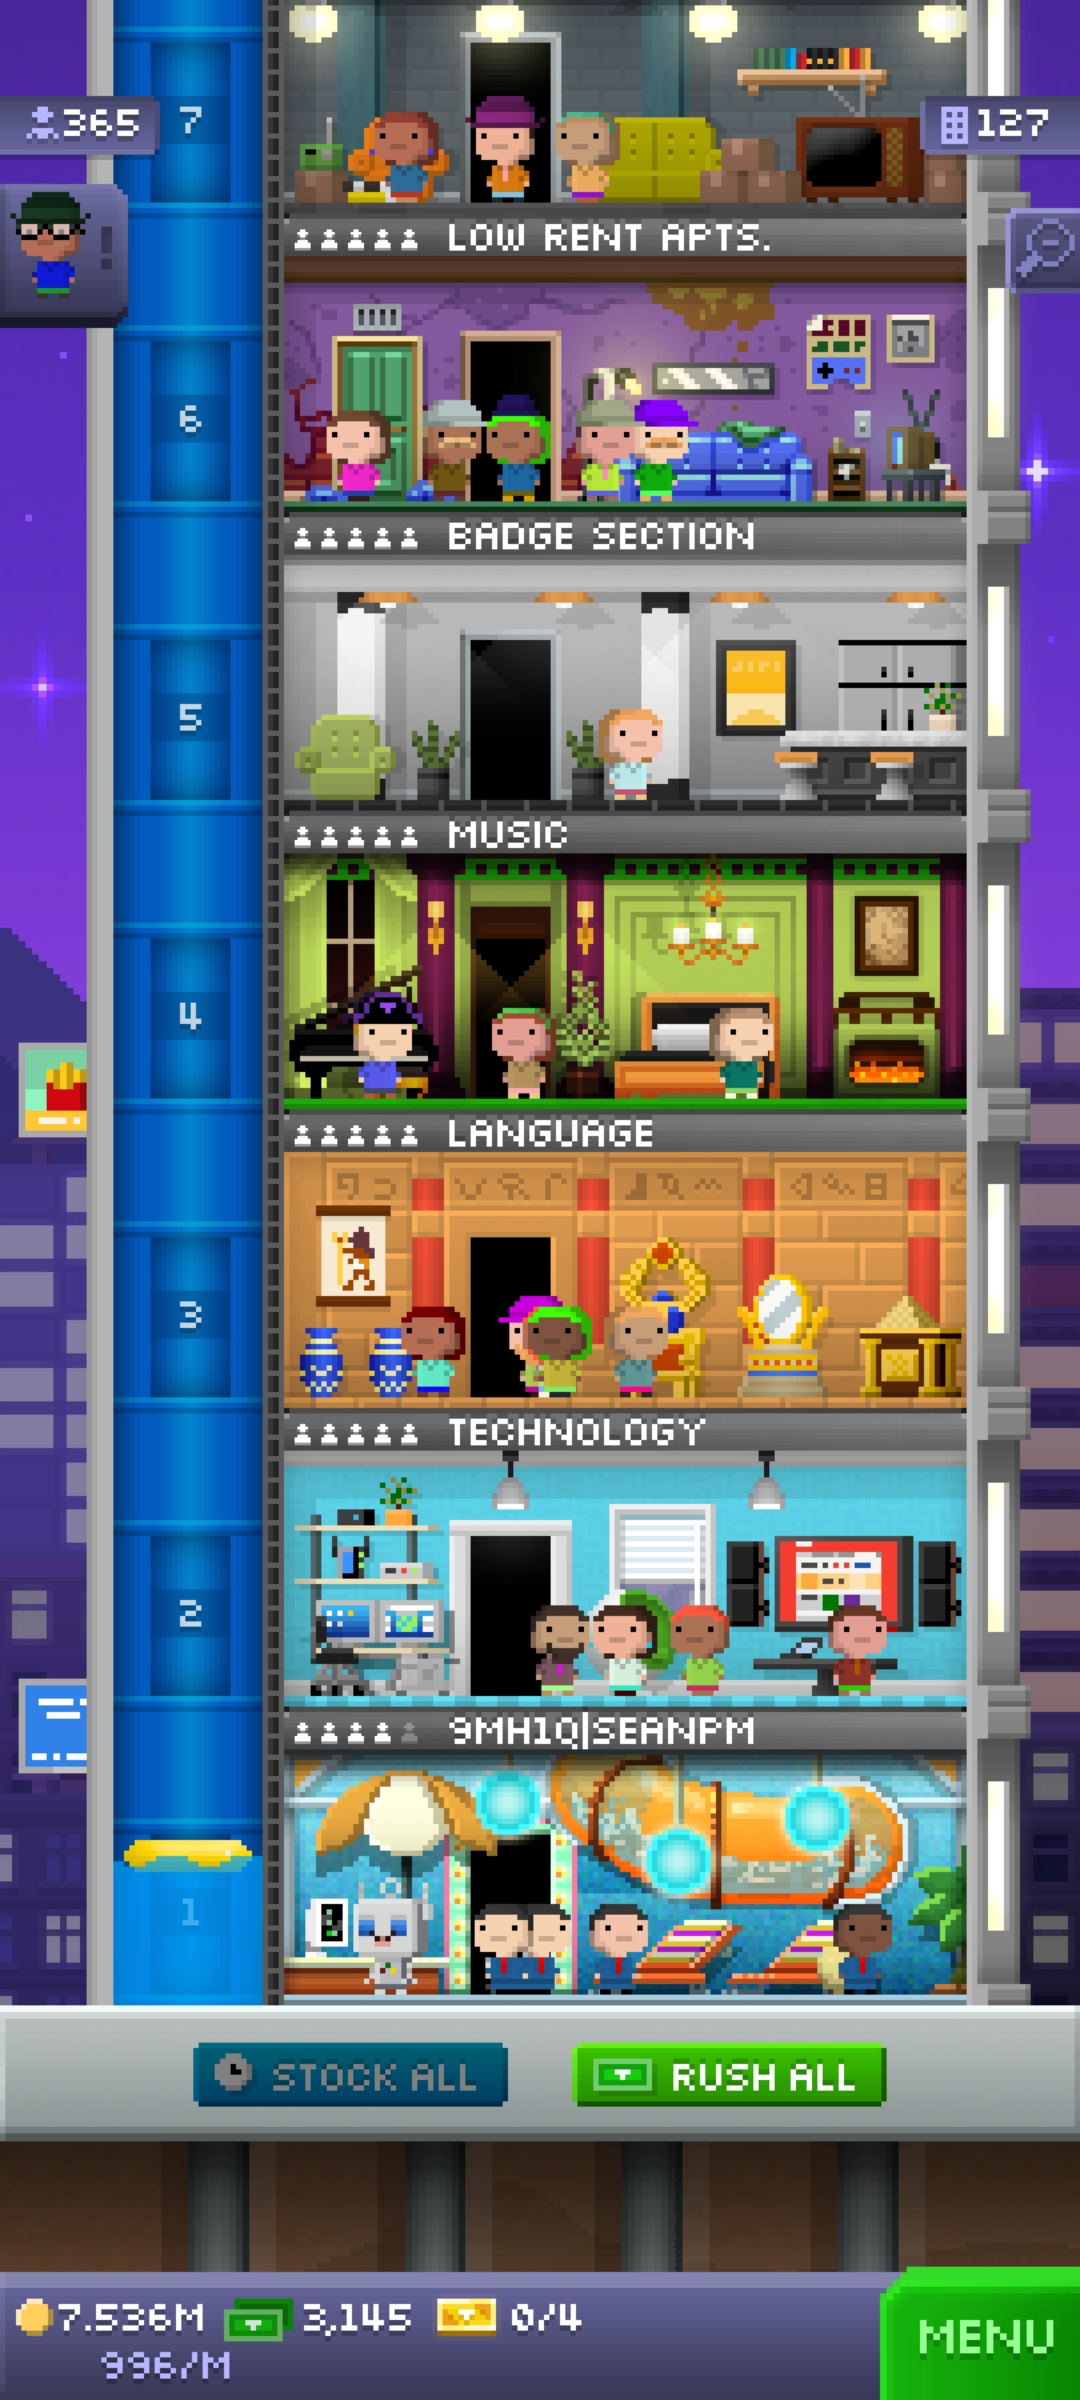 7
365
127
LOW RENT APTS.
6
BADGE SECTION
5
MUSIC
4
LANGUAGE
3
TECHNOLOGY
2
9MH1Q|SEANPM
1
STOCK ALL
RUSH ALL
7.536M
3,145
0/4
996/M
MENU